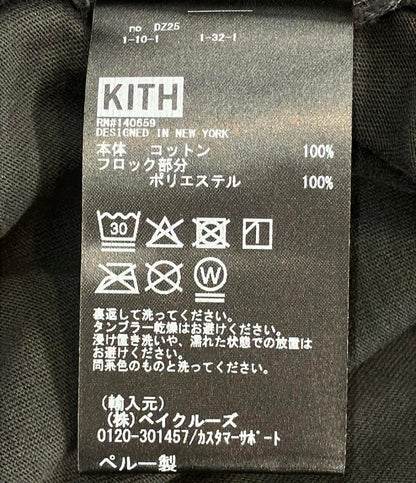 no DZ25
1-10-1 1-32-1
KITH
RN#140659
DESIGNED IN NEW YORK
本体 コットン 100%
フロック部分
ポリエステル 100%
30
W
裏返して洗ってください。
タンブラー乾燥はお避けください。
浸け置き洗いや、濡れた状態での放置は
お避けください。
同系色のものと洗ってください。
(輸入元)
(株)ベイクルーズ
0120-301457/カスタマーサポート
ペルー製